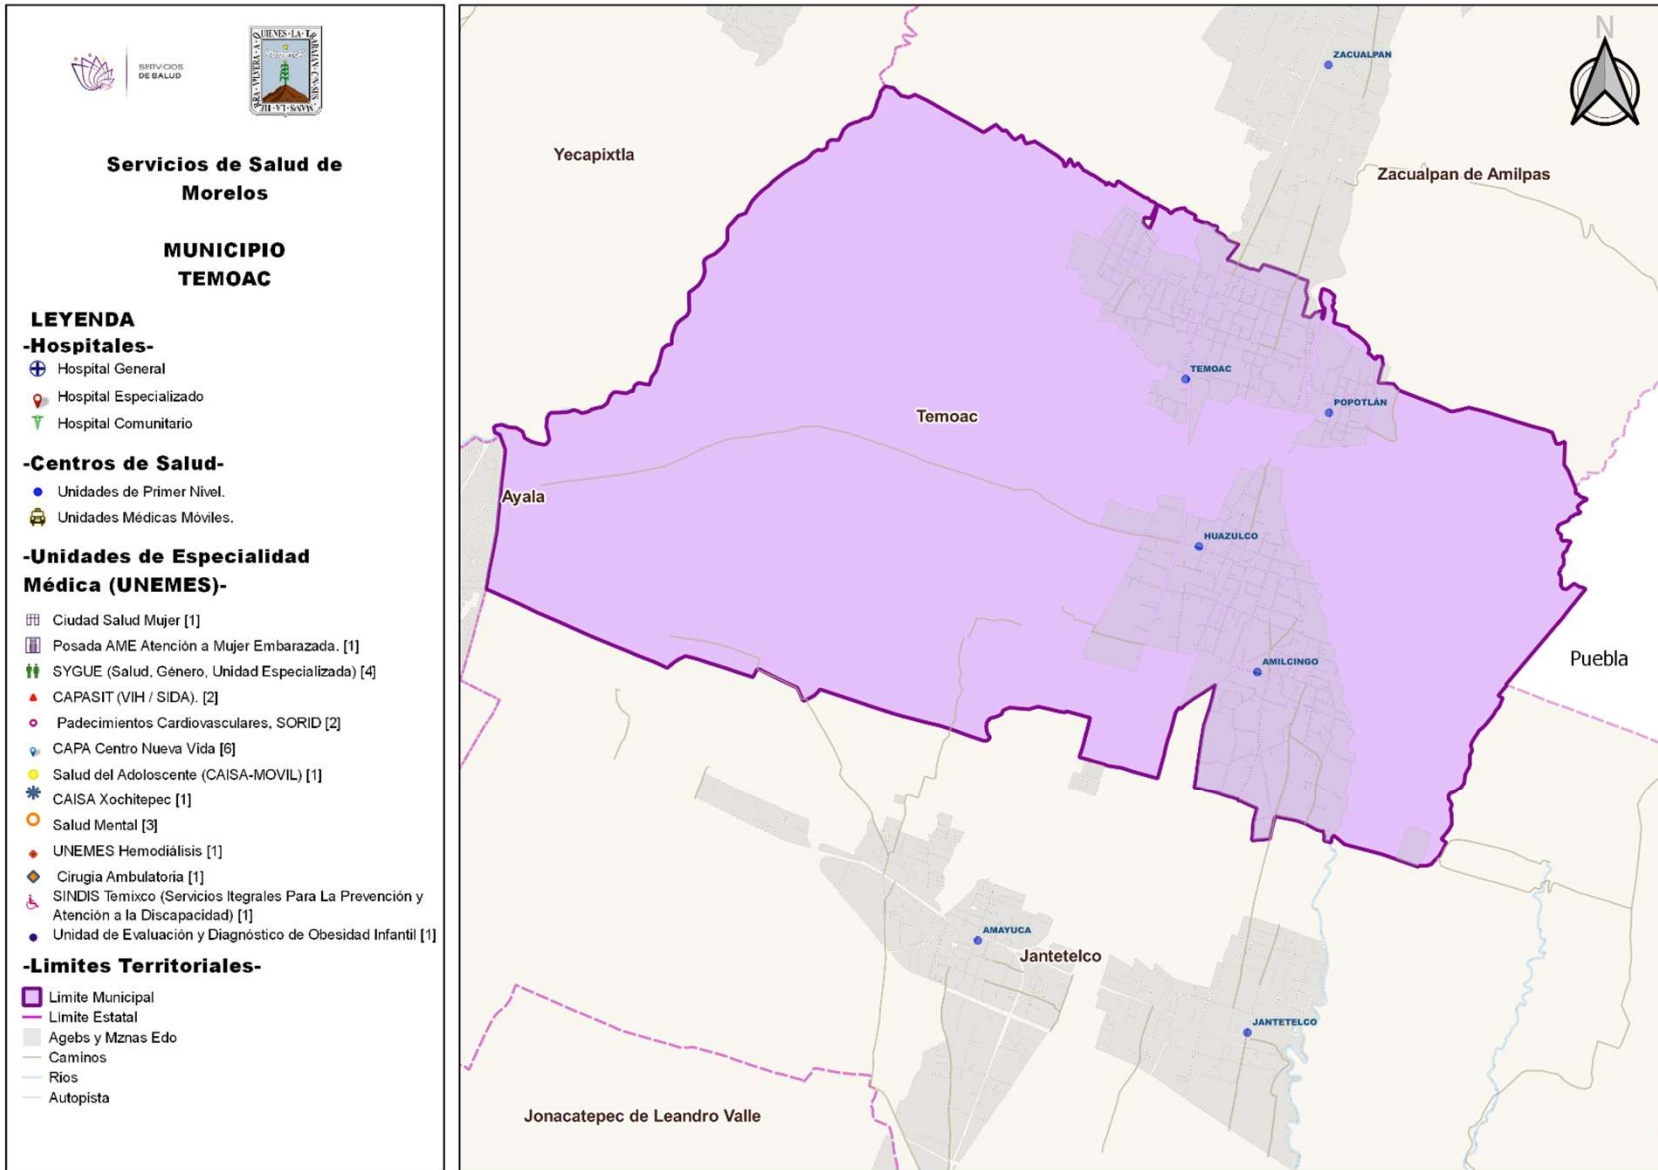 SERVICIOS
DE SALUD
Servicios de Salud de
Morelos
MUNICIPIO
TEMOAC
LEYENDA
-Hospitales-
Hospital General
Hospital Especializado
Hospital Comunitario
-Centros de Salud-
Unidades de Primer Nivel.
Unidades Médicas Móviles.
-Unidades de Especialidad
Médica (UNEMES)-
Ciudad Salud Mujer [1]
Posada AME Atención a Mujer Embarazada. [1]
SYGUE (Salud, Género, Unidad Especializada) [4]
CAPASIT (VIH / SIDA). [2]
Padecimientos Cardiovasculares, SORID [2]
CAPA Centro Nueva Vida [6]
Salud del Adoloscente (CAISA-MOVIL) [1]
CAISA Xochitepec [1]
Salud Mental [3]
UNEMES Hemodiálisis [1]
Cirugia Ambulatoria [1]
SINDIS Temixco (Servicios Itegrales Para La Prevención y
Atención a la Discapacidad) [1]
Unidad de Evaluación y Diagnóstico de Obesidad Infantil [1]
-Limites Territoriales-
Limite Municipal
Limite Estatal
Agebs y Mznas Edo
Caminos
Rios
Autopista
N
ZACUALPAN
Yecapixtla
Zacualpan de Amilpas
TEMOAC
POPOTLÁN
Temoac
Ayala
HUAZULCO
AMILCINGO
Puebla
AMAYUCA
Jantetelco
JANTETELCO
Jonacatepec de Leandro Valle